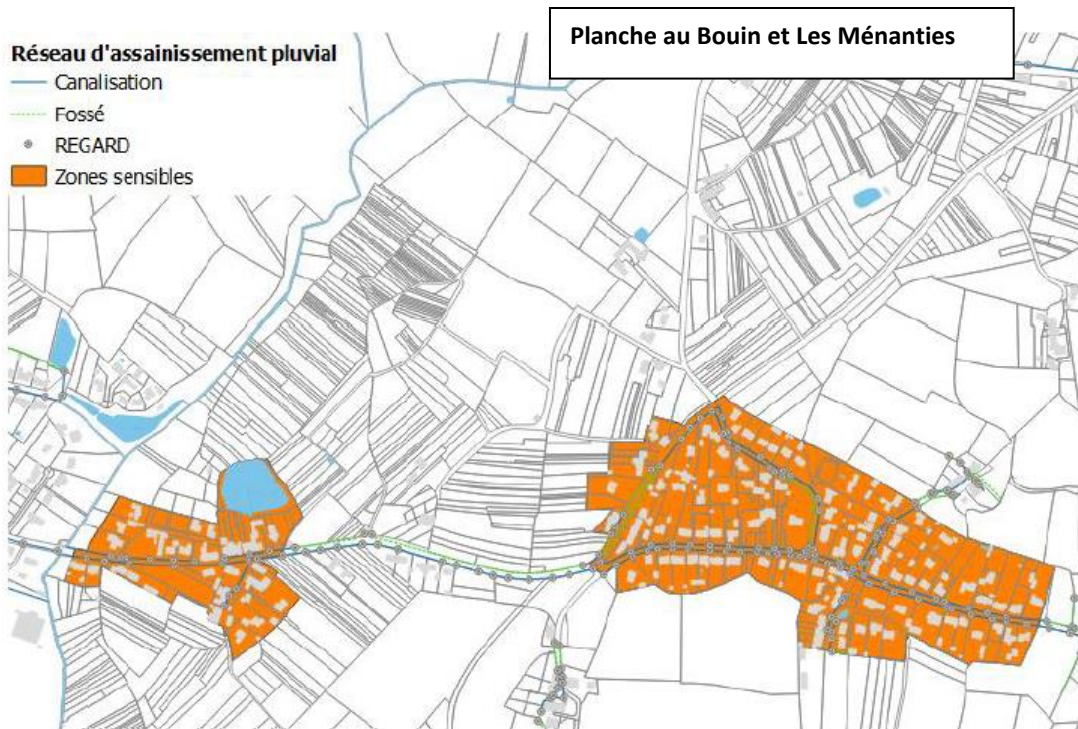 Planche au Bouin et Les Ménanties
Réseau d'assainissement pluvial
Canalisation
Fossé
REGARD
Zones sensibles